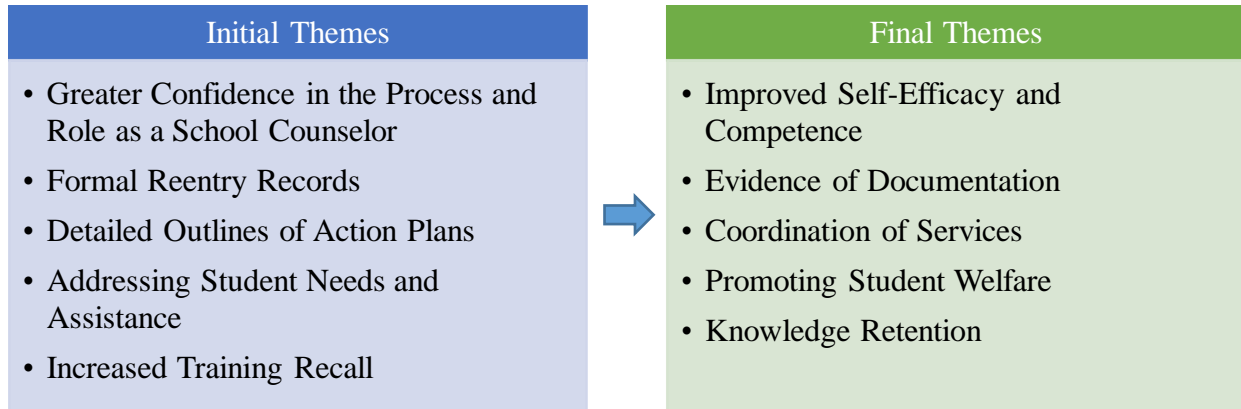 Initial Themes
• Greater Confidence in the Process and
Role as a School Counselor
• Formal Reentry Records
• Detailed Outlines of Action Plans
• Addressing Student Needs and
Assistance
• Increased Training Recall
Final Themes
• Improved Self-Efficacy and
Competence
• Evidence of Documentation
• Coordination of Services
• Promoting Student Welfare
• Knowledge Retention